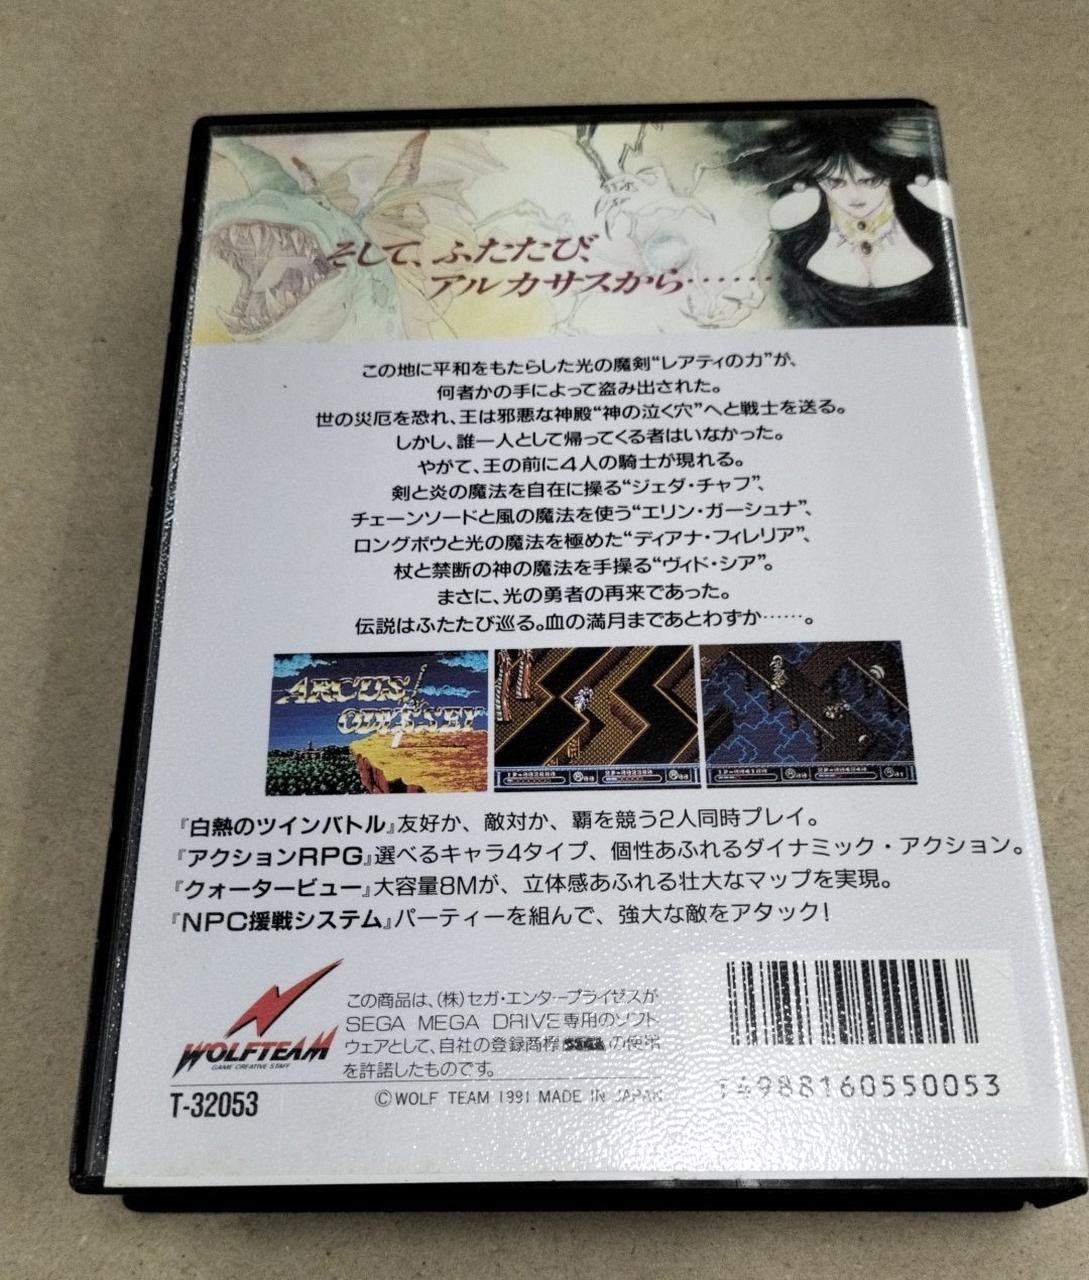 そして、ふたたび、
アルカサスから‥‥‥
この地に平和をもたらした光の魔剣“レアティの力”が、
何者かの手によって盗み出された。
世の災厄を恐れ、王は邪悪な神殿“神の泣く穴”へと戦士を送る。
しかし、誰一人として帰ってくる者はいなかった。
やがて、王の前に4人の騎士が現れる。
剣と炎の魔法を自在に操る“ジェダ・チャフ”、
チェーンソードと風の魔法を使う“エリン・ガーシュナ”、
ロングボウと光の魔法を極めた“ディアナ・フィレリア”、
杖と禁断の神の魔法を手操る“ヴィド・シア”。
まさに、光の勇者の再来であった。
伝説はふたたび巡る。血の満月まであとわずか……。
ARCUS
ODYSSEY
『白熱のツインバトル』友好か、敵対か、覇を競う2人同時プレイ。
『アクションRPG』選べるキャラ4タイプ、個性あふれるダイナミック・アクション。
『クォータービュー』大容量8Mが、立体感あふれる壮大なマップを実現。
『NPC援戦システム』パーティーを組んで、強大な敵をアタック!
WOLFTEAM
GAME CREATIVE STAFF
この商品は、(株)セガ・エンタープライゼスが
SEGA MEGA DRIVE専用のソフト
ウェアとして、自社の登録商標SEGAの使用
を許諾したものです。
T-32053
©WOLF TEAM 1991 MADE IN JAPAN
4988160550053